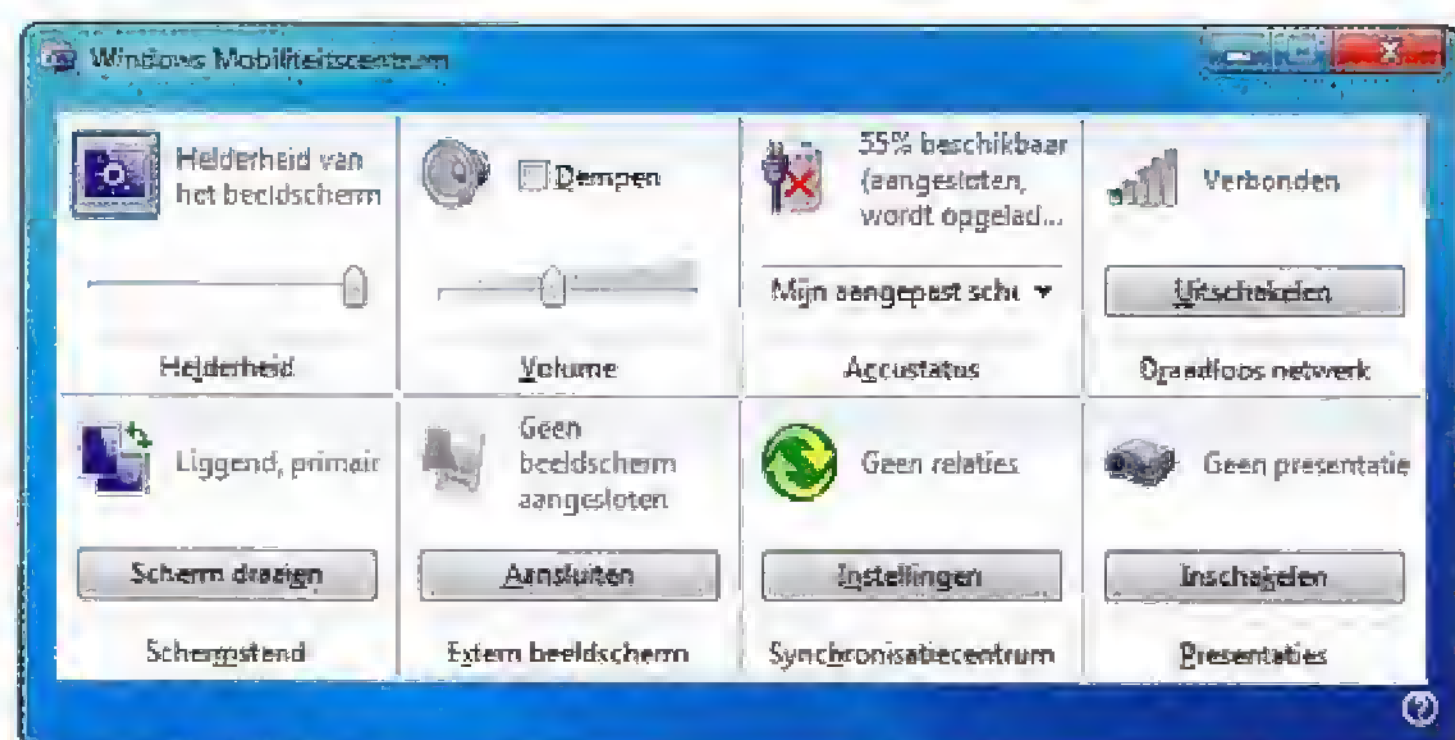 Windows Mobiliteitscentrum
Helderheid van
het beeldscherm
Helderheid
Dempen
Volume
55% beschikbaar
(aangesloten,
wordt opgelad...
Mijn aangepast sche
Accustatus
Verbonden
Uitschakelen
Draadloos netwerk
Liggend, primair
Scherm draaien
Schermstand
Geen
beeldscherm
aangesloten
Aansluiten
Extern beeldscherm
Geen relaties
Instellingen
Synchronisatiecentrum
Geen presentatie
Inschakelen
Presentaties